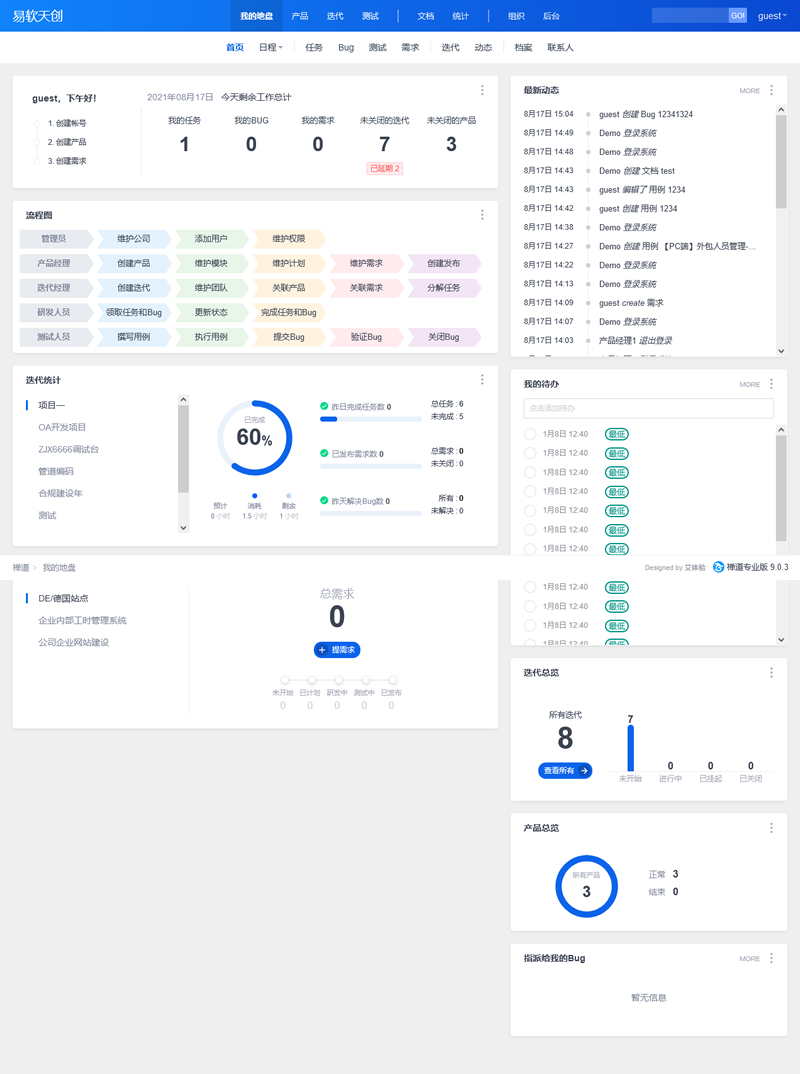 易软天创 我的地盘 产品 迭代 测试 文档 统计 组织 后台 GO! guest
首页 日程 任务 Bug 测试 需求 迭代 动态 档案 联系人
guest，下午好！
1. 创建帐号
2. 创建产品
3. 创建需求
2021年08月17日 今天剩余工作总计
我的任务 我的BUG 我的需求 未关闭的迭代 未关闭的产品
1 0 0 7 3
已延期 2
流程图
管理员 维护公司 添加用户 维护权限
产品经理 创建产品 维护模块 维护计划 维护需求 创建发布
迭代经理 创建迭代 维护团队 关联产品 关联需求 分解任务
研发人员 领取任务和Bug 更新状态 完成任务和Bug
测试人员 撰写用例 执行用例 提交Bug 验证Bug 关闭Bug
迭代统计
项目一
OA开发项目
ZJX6666调试台
管道编码
合规建设年
测试
已完成
60%
预计 消耗 剩余
0 小时 1.5 小时 1 小时
昨日完成任务数 0
总任务 : 6
未完成 : 5
已发布需求数 0
总需求 : 0
未关闭 : 0
昨天解决Bug数 0
所有 : 0
未解决 : 0
禅道 > 我的地盘
Designed by 艾体验 禅道专业版 9.0.3
DE/德国站点
企业内部工时管理系统
公司企业网站建设
总需求
0
+ 提需求
未开始 已计划 研发中 测试中 已发布
0 0 0 0 0
最新动态 MORE
8月17日 15:04 guest 创建 Bug 12341324
8月17日 14:49 Demo 登录系统
8月17日 14:48 Demo 登录系统
8月17日 14:43 Demo 创建 文档 test
8月17日 14:43 guest 编辑了 用例 1234
8月17日 14:42 guest 创建 用例 1234
8月17日 14:38 Demo 登录系统
8月17日 14:27 Demo 创建 用例 【PC端】外包人员管理-...
8月17日 14:22 Demo 登录系统
8月17日 14:13 Demo 登录系统
8月17日 14:09 guest create 需求
8月17日 14:07 Demo 登录系统
8月17日 14:03 产品经理1 退出登录
我的待办 MORE
点击添加待办
1月8日 12:40 最低
1月8日 12:40 最低
1月8日 12:40 最低
1月8日 12:40 最低
1月8日 12:40 最低
1月8日 12:40 最低
1月8日 12:40 最低
1月8日 12:40 最低
1月8日 12:40 最低
1月8日 12:40 最低
1月8日 12:40 最低
迭代总览
所有迭代
8
查看所有
7 0 0 0
未开始 进行中 已挂起 已关闭
产品总览
所有产品
3
正常 3
结束 0
指派给我的Bug MORE
暂无信息